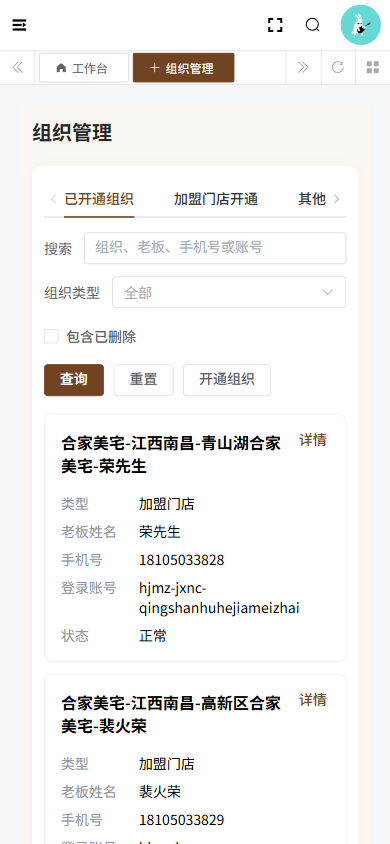 工作台
组织管理
组织管理
已开通组织
加盟门店开通
其他
搜索
组织、老板、手机号或账号
组织类型
全部
包含已删除
查询
重置
开通组织
合家美宅-江西南昌-青山湖合家
美宅-荣先生
详情
类型
加盟门店
老板姓名
荣先生
手机号
18105033828
登录账号
hjmz-jxnc-
qingshanhuhejiameizhai
状态
正常
合家美宅-江西南昌-高新区合家
美宅-裴火荣
详情
类型
加盟门店
老板姓名
裴火荣
手机号
18105033829
登录账号